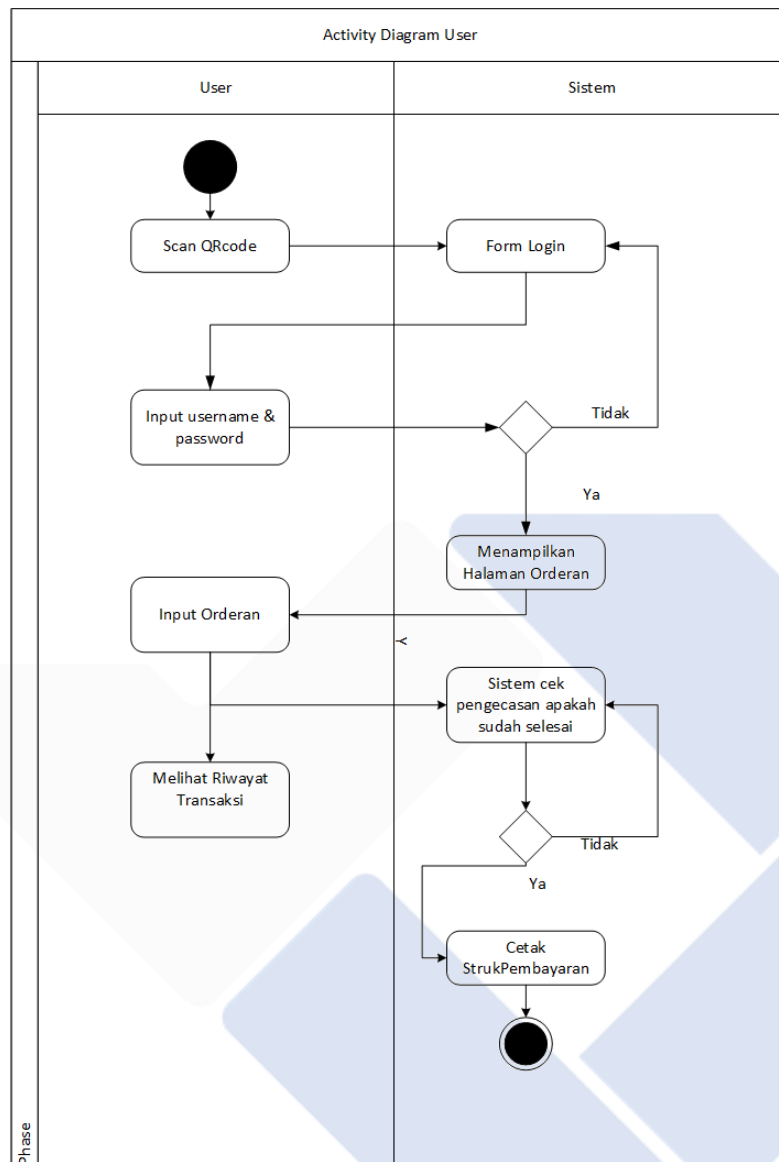 Activity Diagram User
User
Sistem
Scan QRcode
Form Login
Input username &
password
Tidak
Ya
Menampilkan
Halaman Orderan
Input Orderan
Y
Sistem cek
pengecasan apakah
sudah selesai
Melihat Riwayat
Transaksi
Tidak
Ya
Cetak
StrukPembayaran
Phase